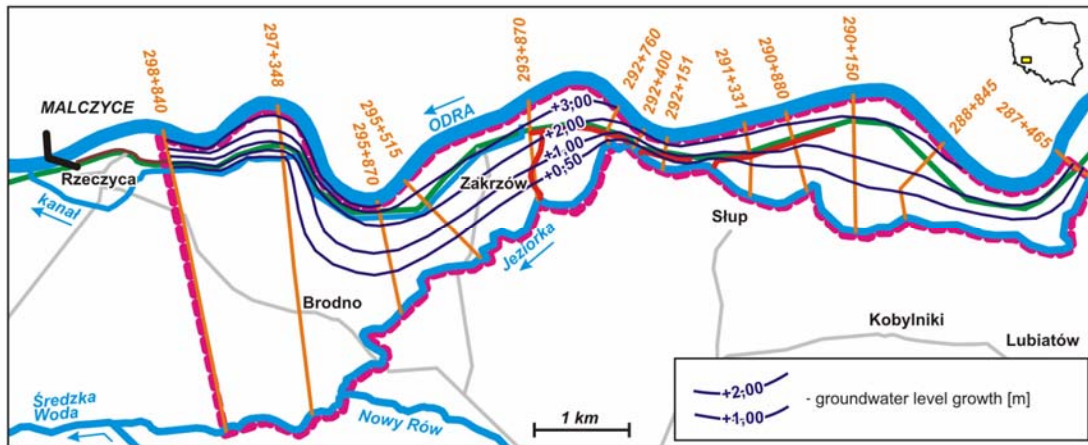 298+840
297+348
295+870
295+515
293+870
292+760
292+400
292+151
291+331
290+880
290+150
288+845
287+465
MALCZYCE
ODRA
Rzeczyca
kanał
Zakrzów
+3,00
+2,00
+1,00
+0,50
Jeziorka
Słup
Brodno
Kobylniki
Lubiatów
Średzka
Woda
Nowy Rów
1 km
+2,00
+1,00
- groundwater level growth [m]